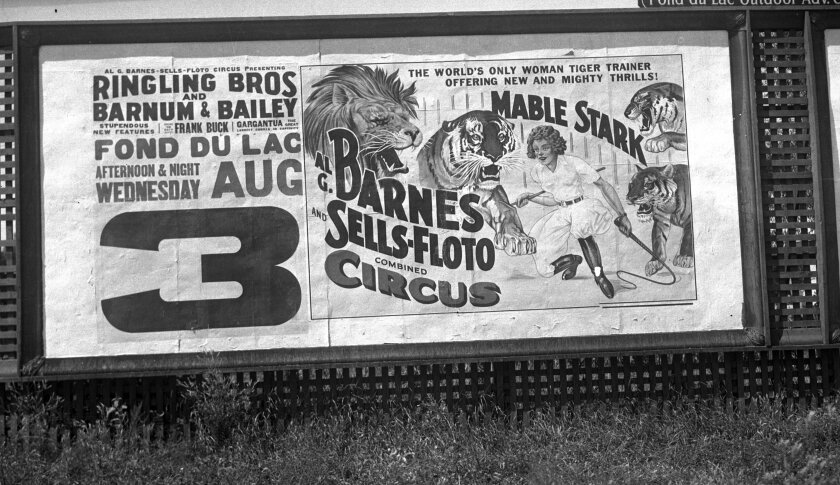 Fond du Lac Outdoor Adv.
AL G. BARNES-SELLS-FLOTO CIRCUS PRESENTING
RINGLING BROS
AND
BARNUM & BAILEY
STUPENDOUS
NEW FEATURES
FRANK BUCK
GARGANTUA THE GREAT
FOND DU LAC
AFTERNOON & NIGHT
WEDNESDAY AUG
3
THE WORLD'S ONLY WOMAN TIGER TRAINER
OFFERING NEW AND MIGHTY THRILLS!
MABLE STARK
AL G. BARNES
AND SELLS-FLOTO
COMBINED
CIRCUS